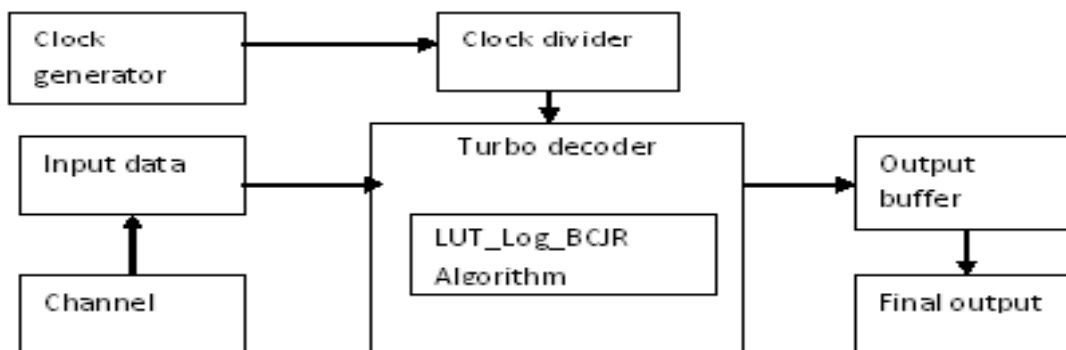 Clock
generator
Clock divider
Input data
Turbo decoder
Output
buffer
LUT_Log_BCJR
Algorithm
Channel
Final output